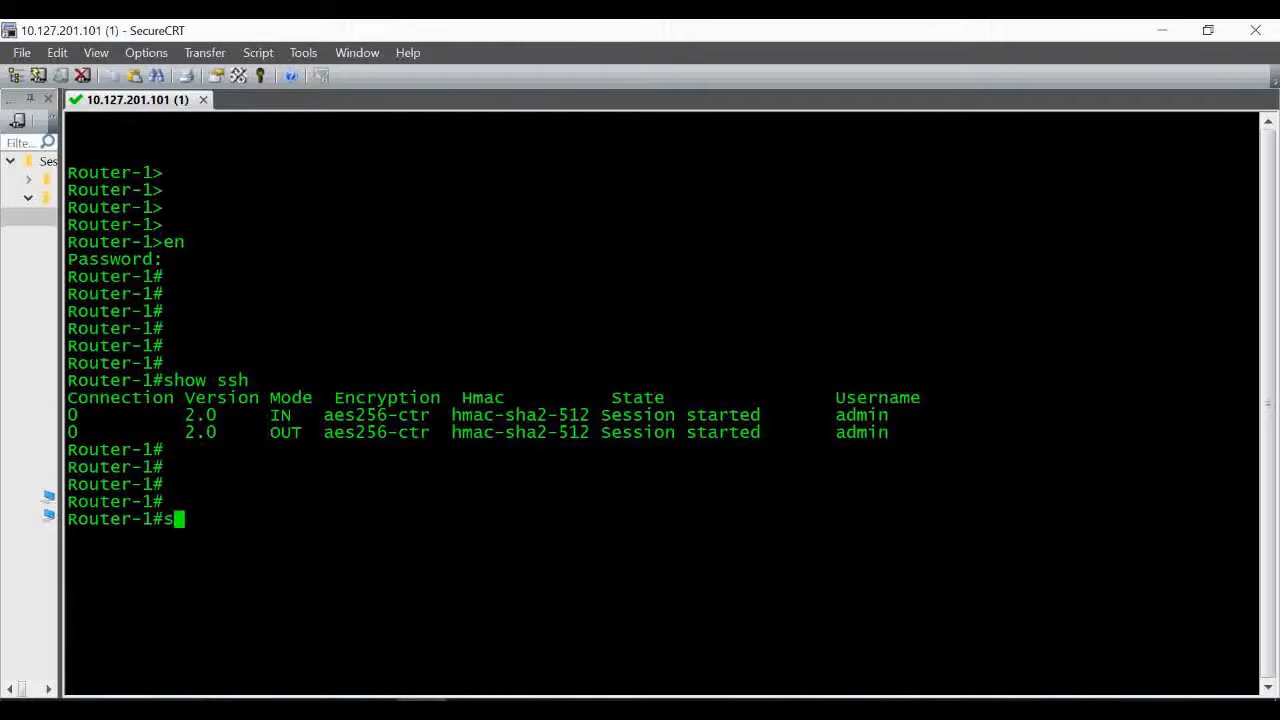 10.127.201.101 (1) - SecureCRT
File Edit View Options Transfer Script Tools Window Help
10.127.201.101 (1)
Filte...
Ses
Router-1>
Router-1>
Router-1>
Router-1>
Router-1>en
Password:
Router-1#
Router-1#
Router-1#
Router-1#
Router-1#
Router-1#
Router-1#show ssh
Connection Version Mode Encryption Hmac State Username
0 2.0 IN aes256-ctr hmac-sha2-512 Session started admin
0 2.0 OUT aes256-ctr hmac-sha2-512 Session started admin
Router-1#
Router-1#
Router-1#
Router-1#
Router-1#s